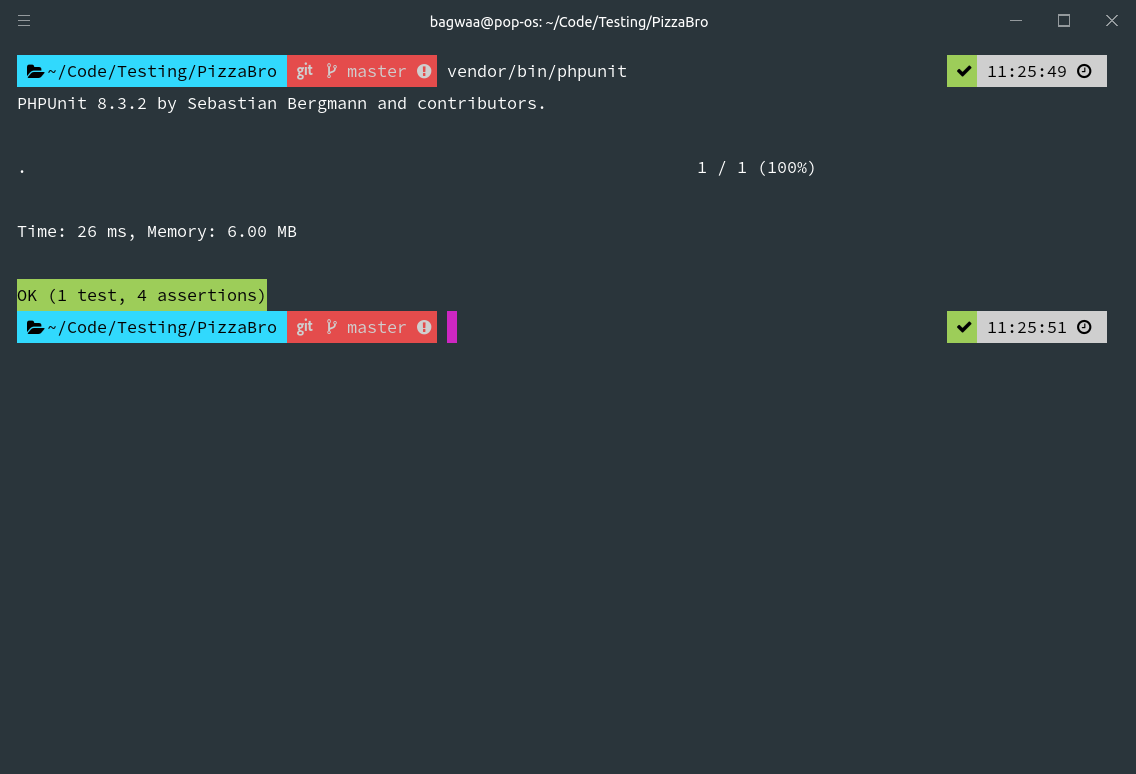 bagwaa@pop-os: ~/Code/Testing/PizzaBro
~/Code/Testing/PizzaBro git master vendor/bin/phpunit 11:25:49
PHPUnit 8.3.2 by Sebastian Bergmann and contributors.
. 1 / 1 (100%)
Time: 26 ms, Memory: 6.00 MB
OK (1 test, 4 assertions)
~/Code/Testing/PizzaBro git master 11:25:51